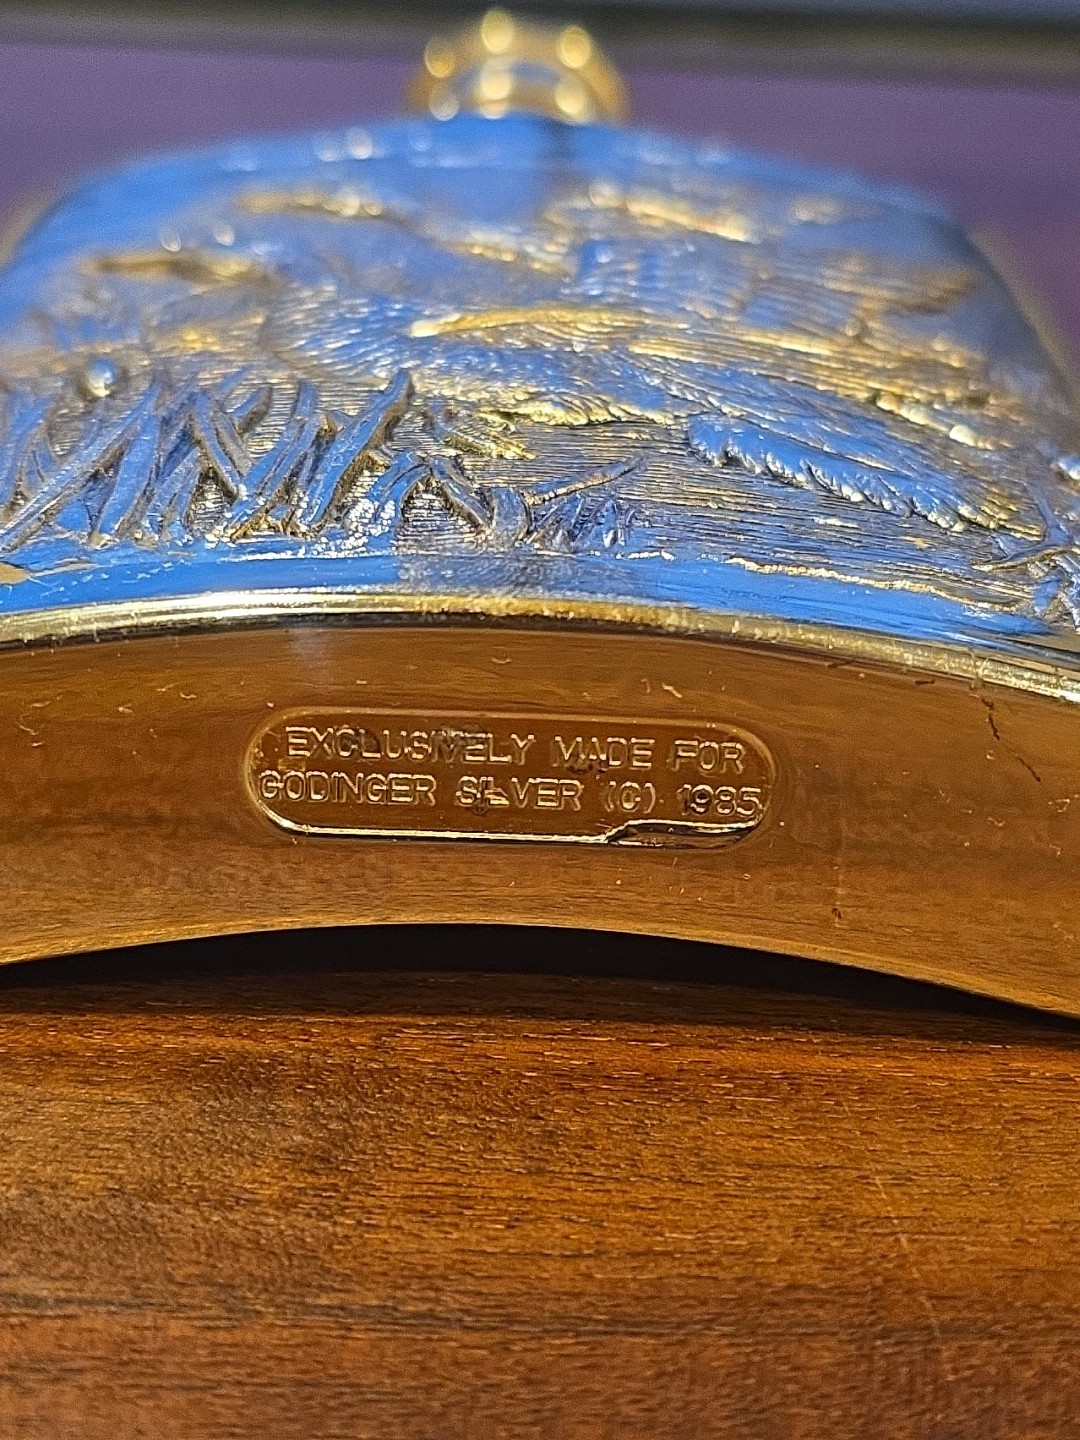 EXCLUSIVELY MADE FOR
GODINGER SILVER (C) 1985